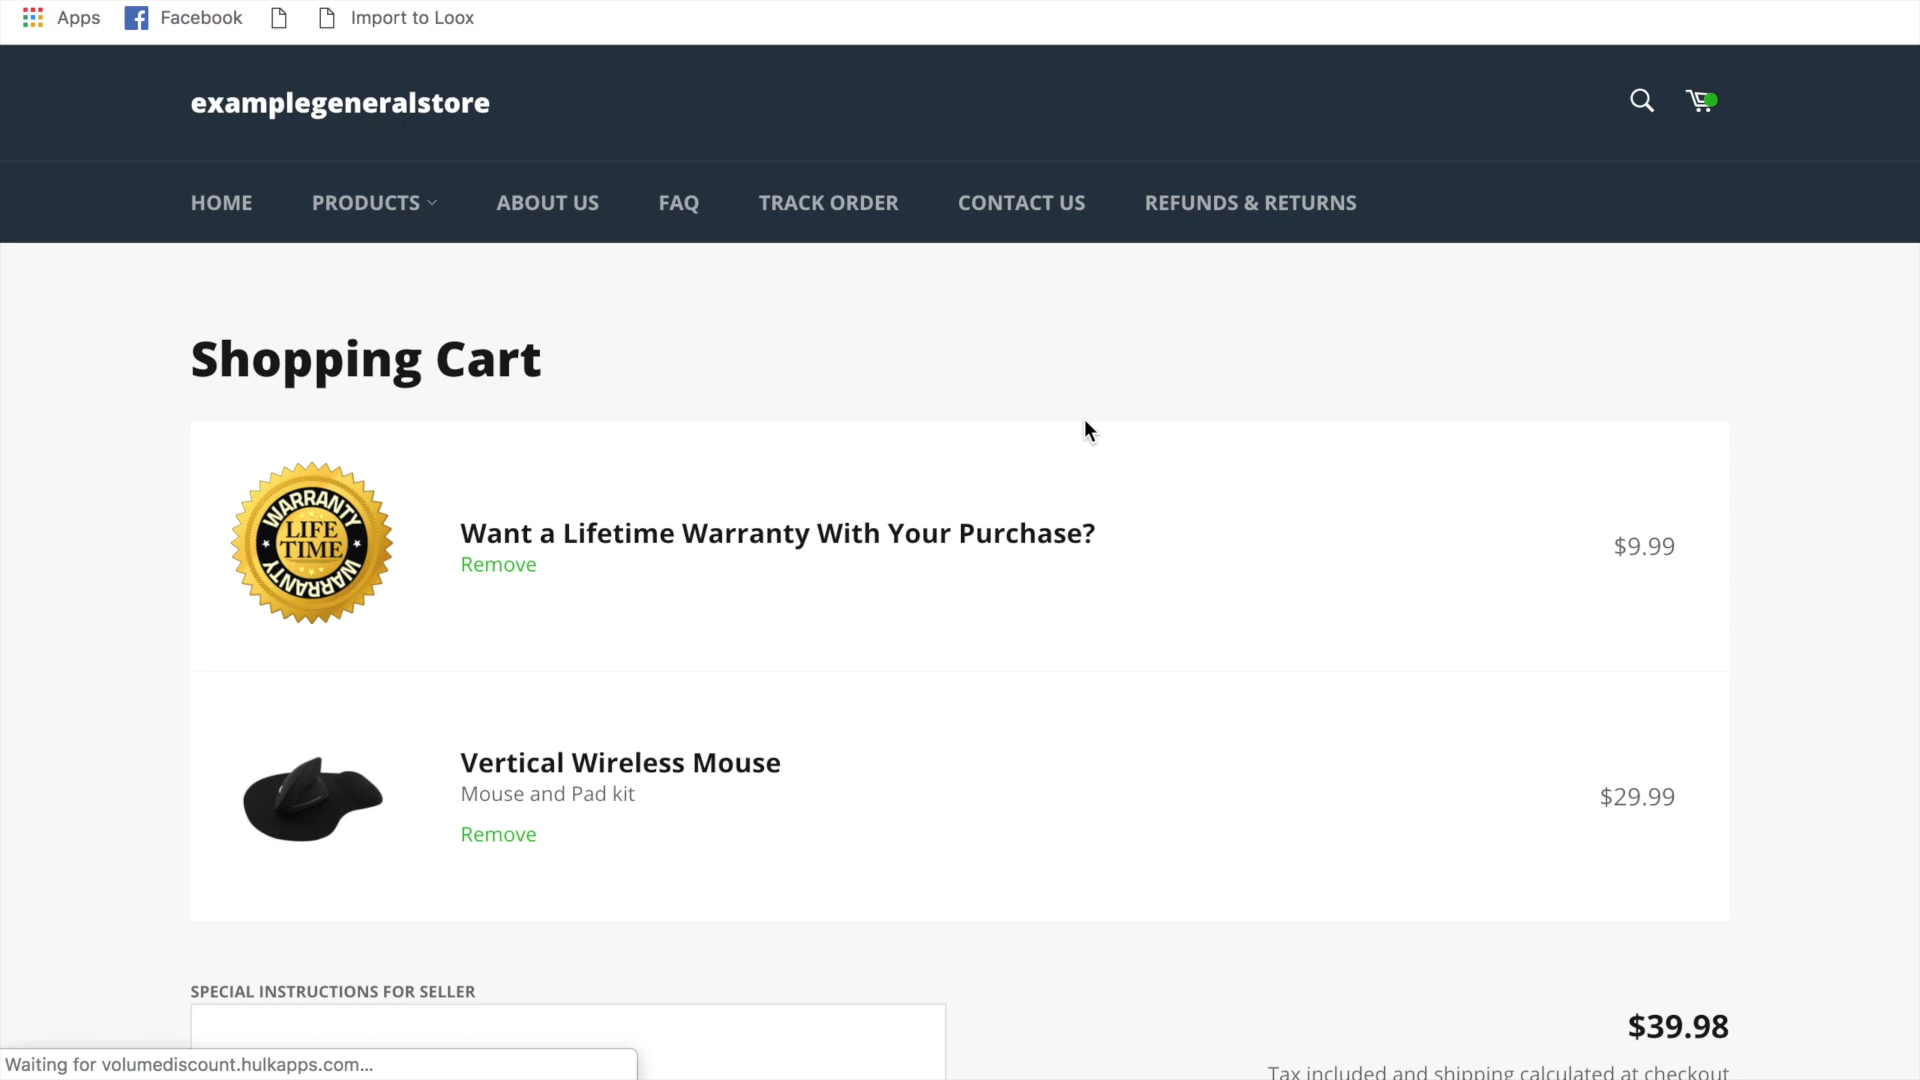 Apps
Facebook
Import to Loox
examplegeneralstore
HOME
PRODUCTS
ABOUT US
FAQ
TRACK ORDER
CONTACT US
REFUNDS & RETURNS
Shopping Cart
WARRANTY
LIFE
TIME
WARRANTY
Want a Lifetime Warranty With Your Purchase?
Remove
$9.99
Vertical Wireless Mouse
Mouse and Pad kit
Remove
$29.99
SPECIAL INSTRUCTIONS FOR SELLER
$39.98
Tax included and shipping calculated at checkout
Waiting for volumediscount.hulkapps.com...